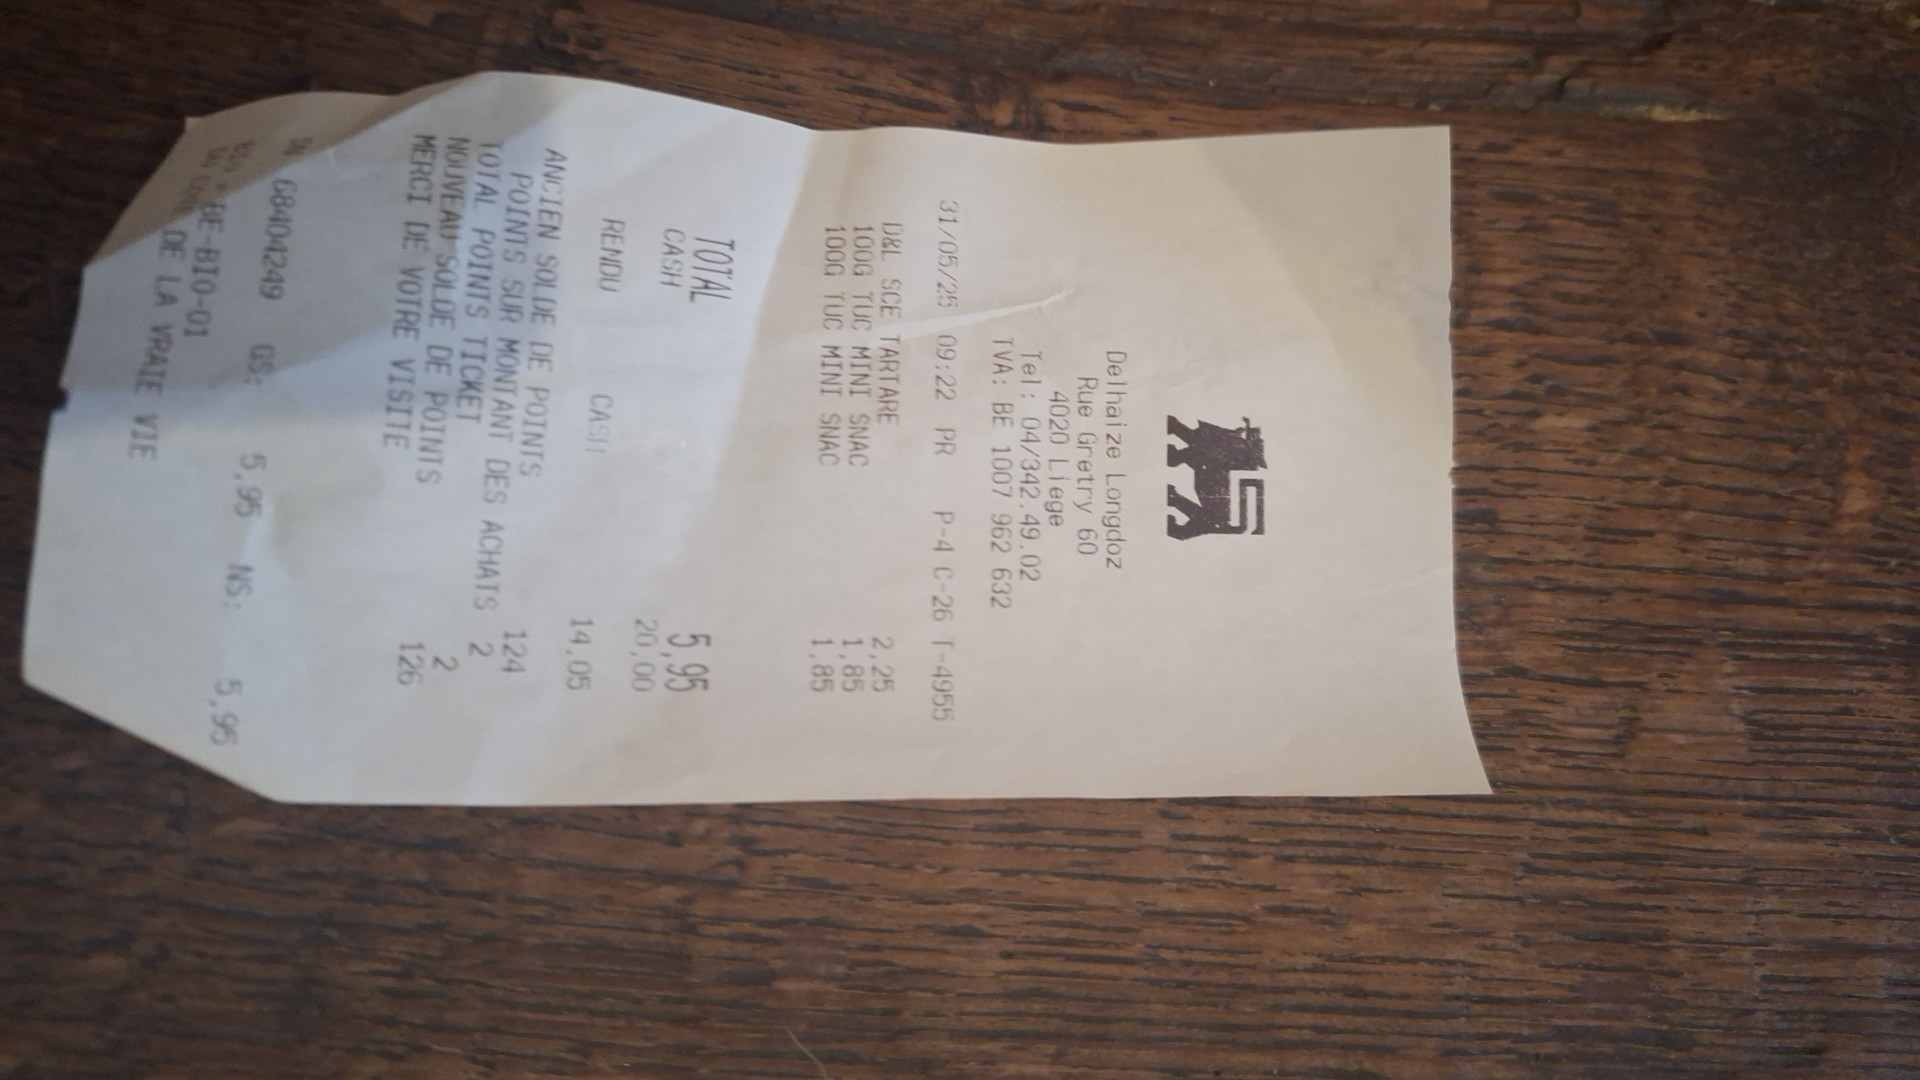 Delhaize Longdoz
Rue Gretry 60
4020 Liege
Tel : 04/342.49.02
TVA: BE 1007 962 632
31/05/25 09:22 PR P-4 C-26 T-4955
D&L SCE TARTARE 2,25
100G TUC MINI SNAC 1,85
100G TUC MINI SNAC 1,85
TOTAL 5,95
CASH 20,00
RENDU CASH 14,05
ANCIEN SOLDE DE POINTS 124
POINTS SUR MONTANT DES ACHATS 2
TOTAL POINTS TICKET 2
NOUVEAU SOLDE DE POINTS 126
MERCI DE VOTRE VISITE
68404249 GS: 5,95 NS: 5,95
BE-BIO-01
DE LA VRAIE VIE